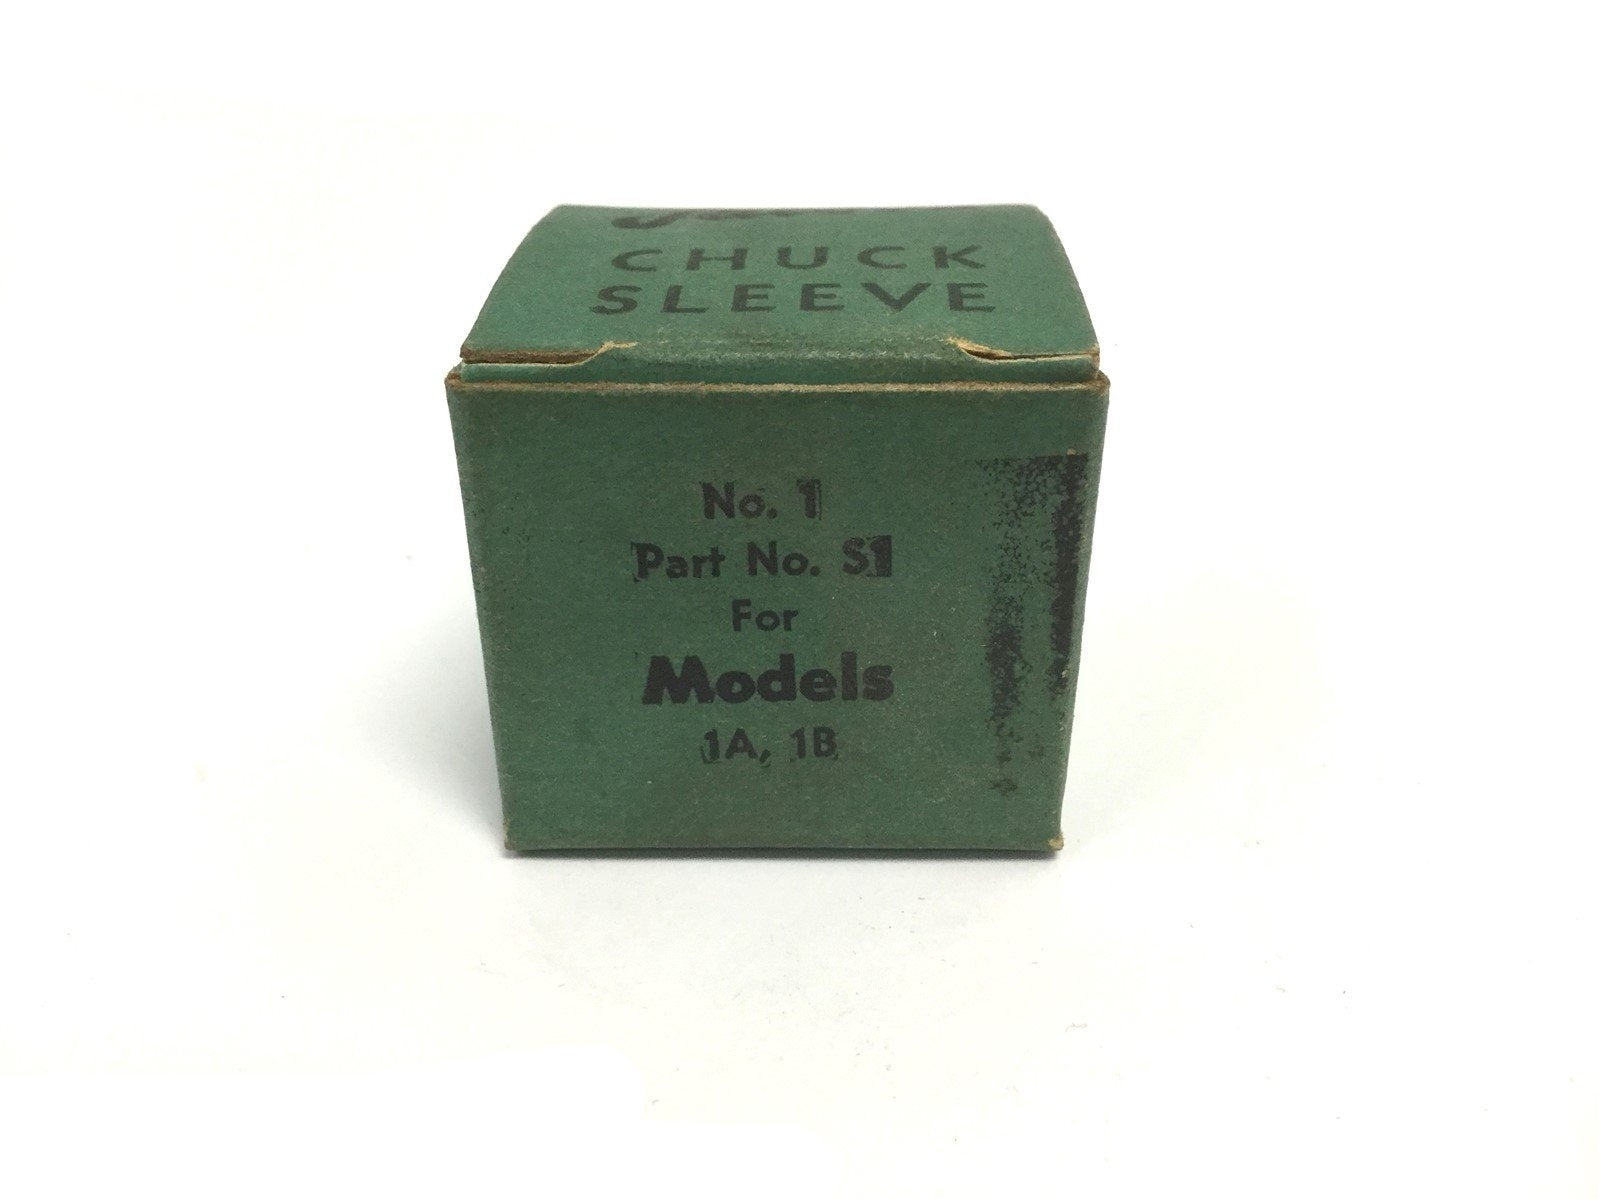 CHUCK
SLEEVE
No. 1
Part No. S1
For
Models
1A, 1B